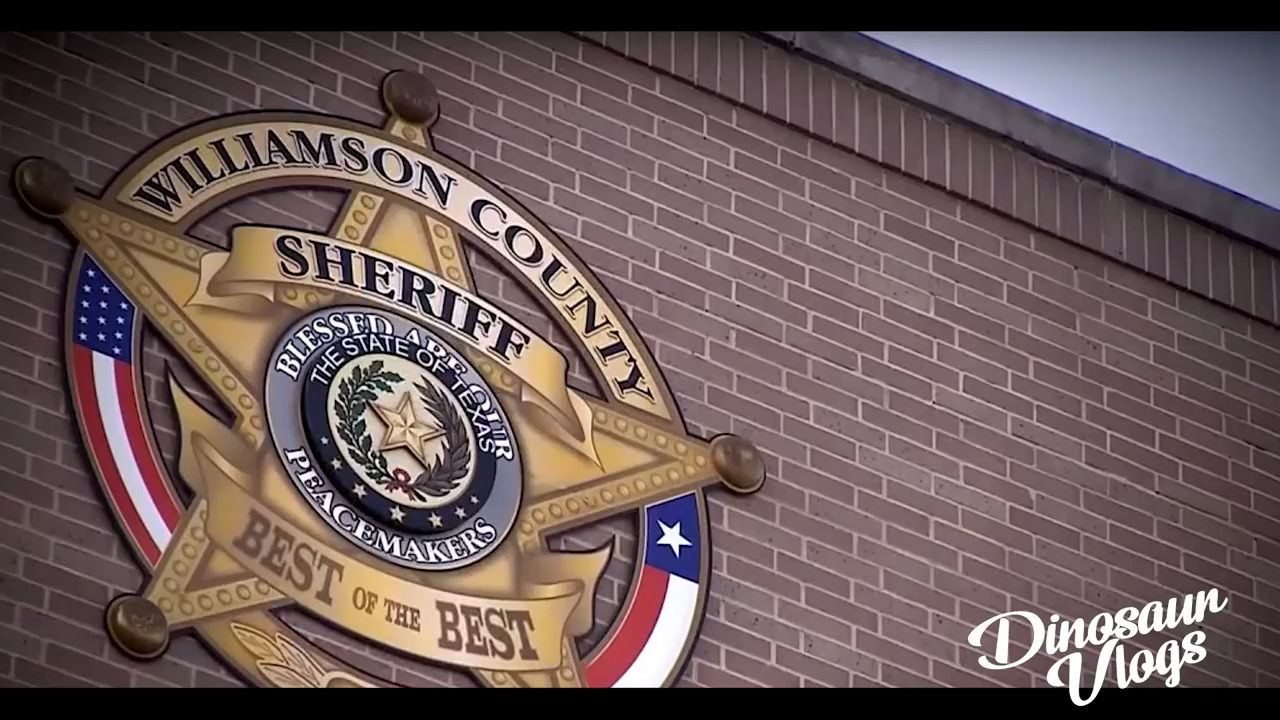 WILLIAMSON COUNTY
SHERIFF
BLESSED ARE OUR
THE STATE OF TEXAS
PEACEMAKERS
BEST OF THE BEST
Dinosaur
Vlogs